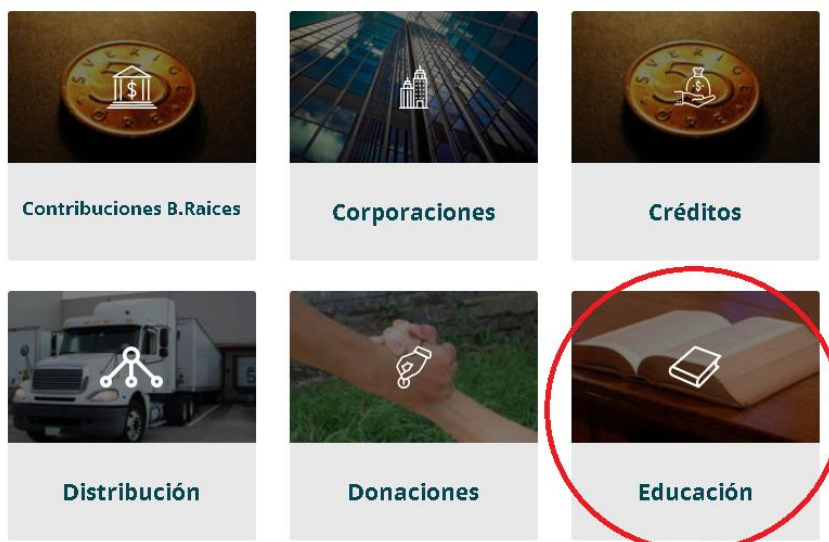 Contribuciones B.Raices
Corporaciones
Créditos
Distribución
Donaciones
Educación